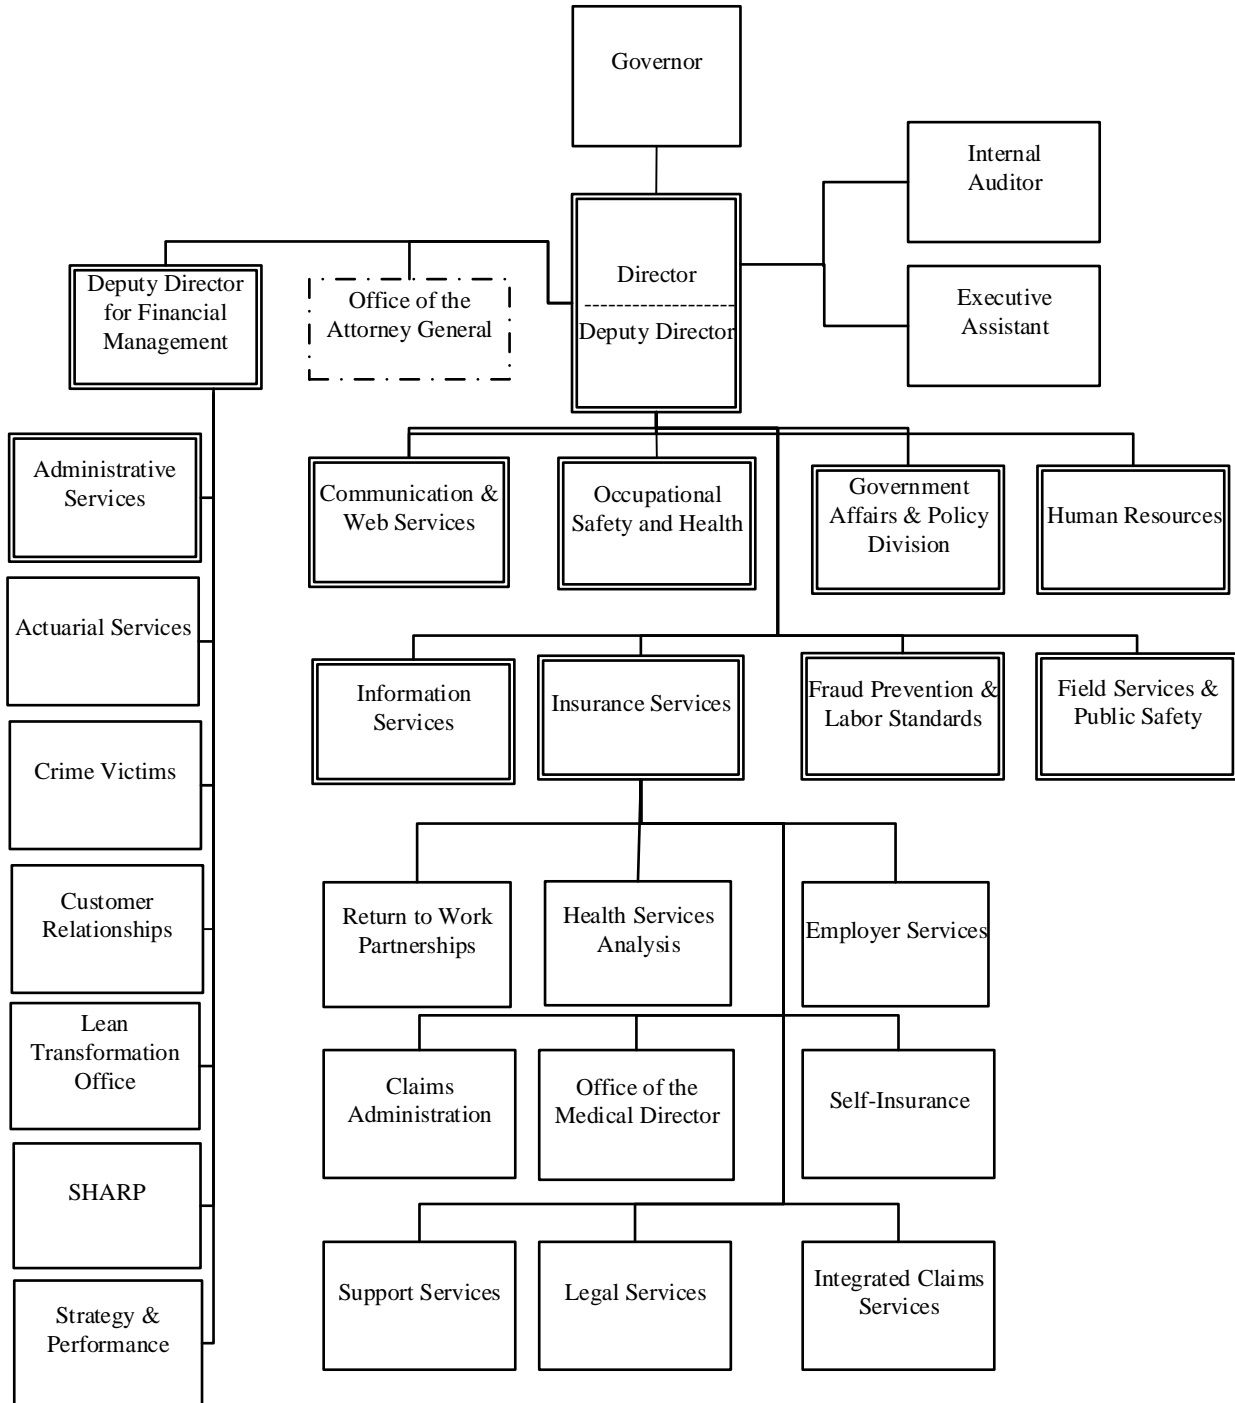 Governor
Internal
Auditor
Director
Deputy Director
Executive
Assistant
Deputy Director
for Financial
Management
Office of the
Attorney General
Administrative
Services
Communication &
Web Services
Occupational
Safety and Health
Government
Affairs & Policy
Division
Human Resources
Actuarial Services
Information
Services
Insurance Services
Fraud Prevention &
Labor Standards
Field Services &
Public Safety
Crime Victims
Customer
Relationships
Return to Work
Partnerships
Health Services
Analysis
Employer Services
Lean
Transformation
Office
Claims
Administration
Office of the
Medical Director
Self-Insurance
SHARP
Support Services
Legal Services
Integrated Claims
Services
Strategy &
Performance